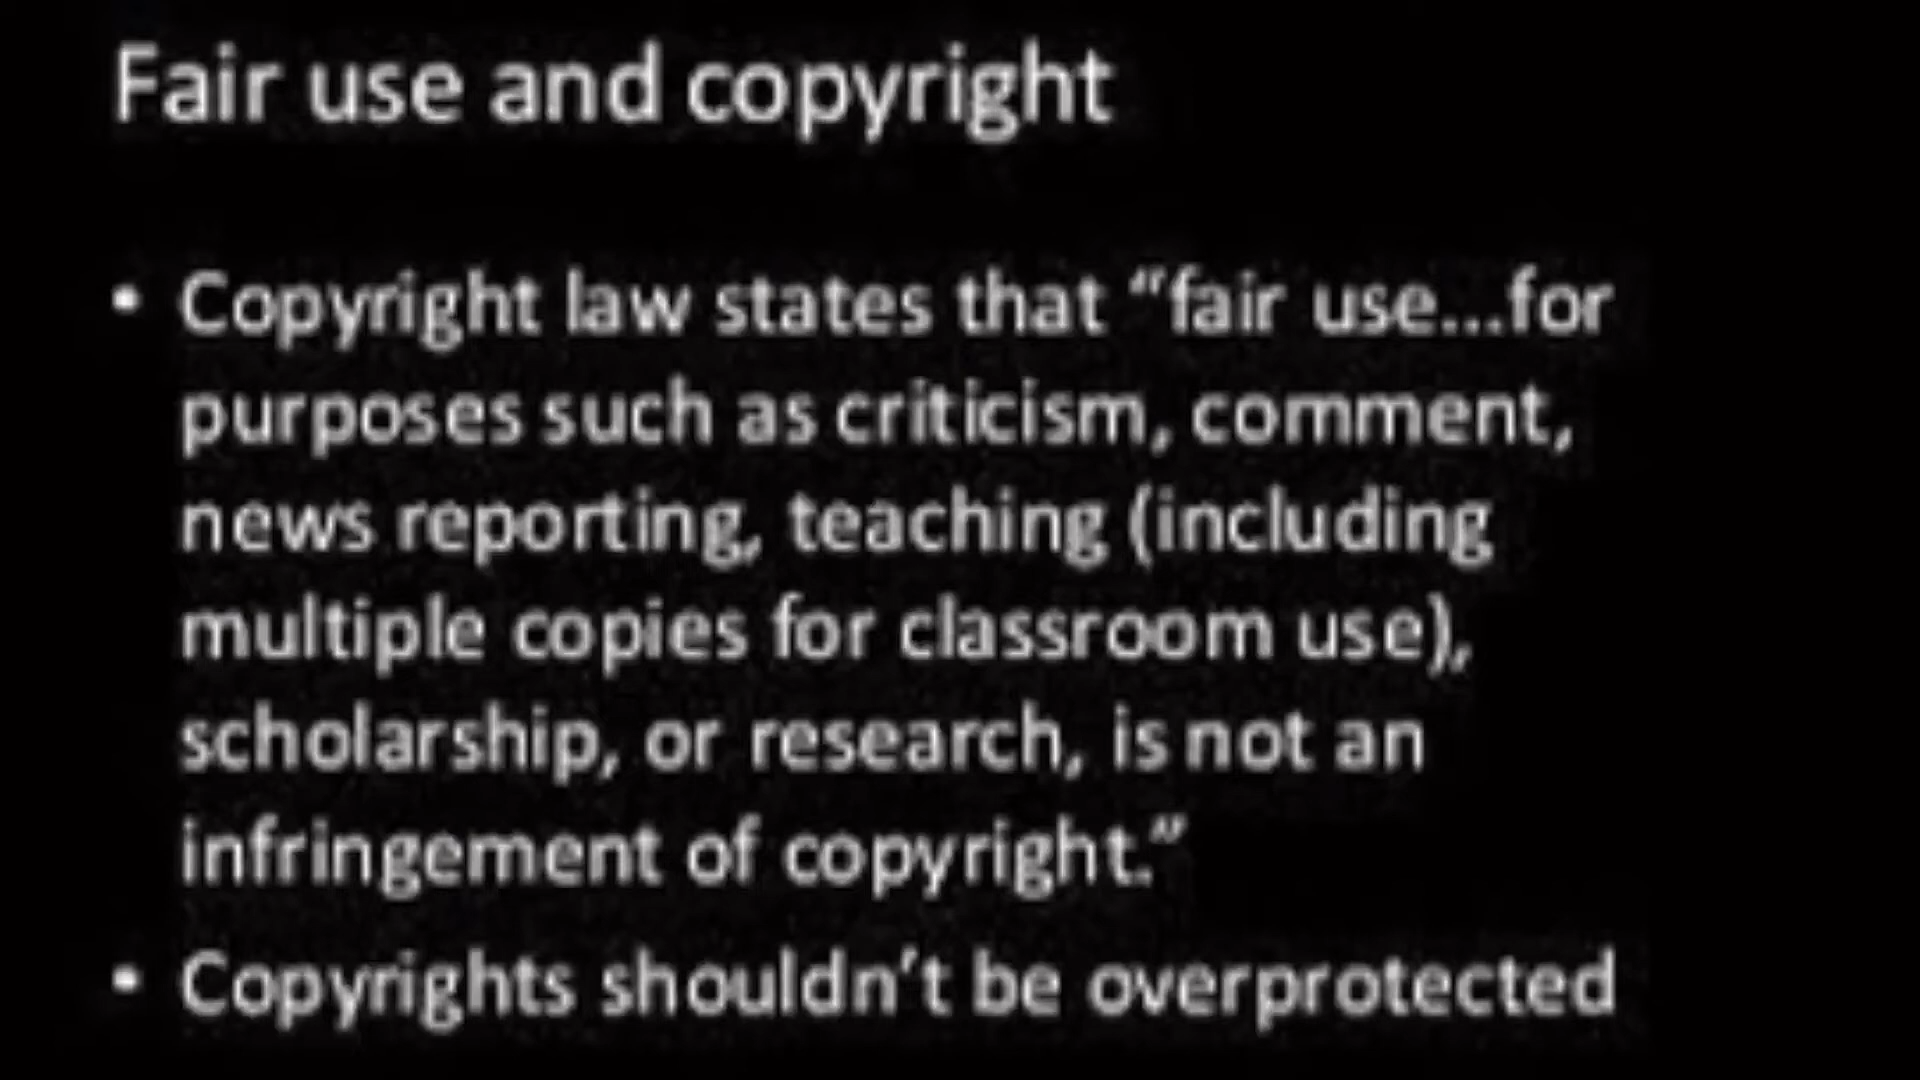 Fair use and copyright
• Copyright law states that “fair use...for
purposes such as criticism, comment,
news reporting, teaching (including
multiple copies for classroom use),
scholarship, or research, is not an
infringement of copyright.”
• Copyrights shouldn’t be overprotected